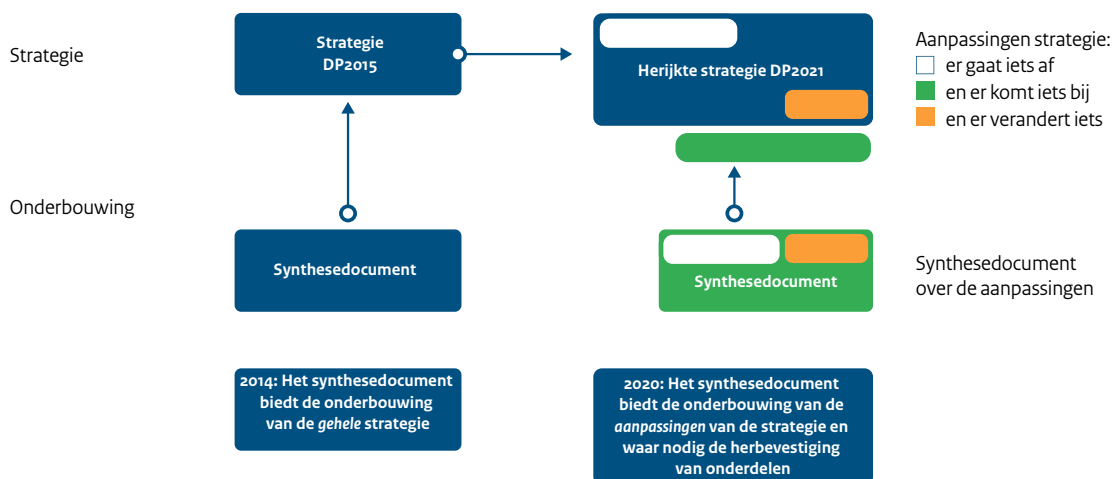 Strategie
Strategie
DP2015
Herijkte strategie DP2021
Aanpassingen strategie:
er gaat iets af
en er komt iets bij
en er verandert iets
Onderbouwing
Synthesedocument
Synthesedocument
Synthesedocument
over de aanpassingen
2014: Het synthesedocument
biedt de onderbouwing
van de gehele strategie
2020: Het synthesedocument
biedt de onderbouwing van de
aanpassingen van de strategie en
waar nodig de herbevestiging
van onderdelen